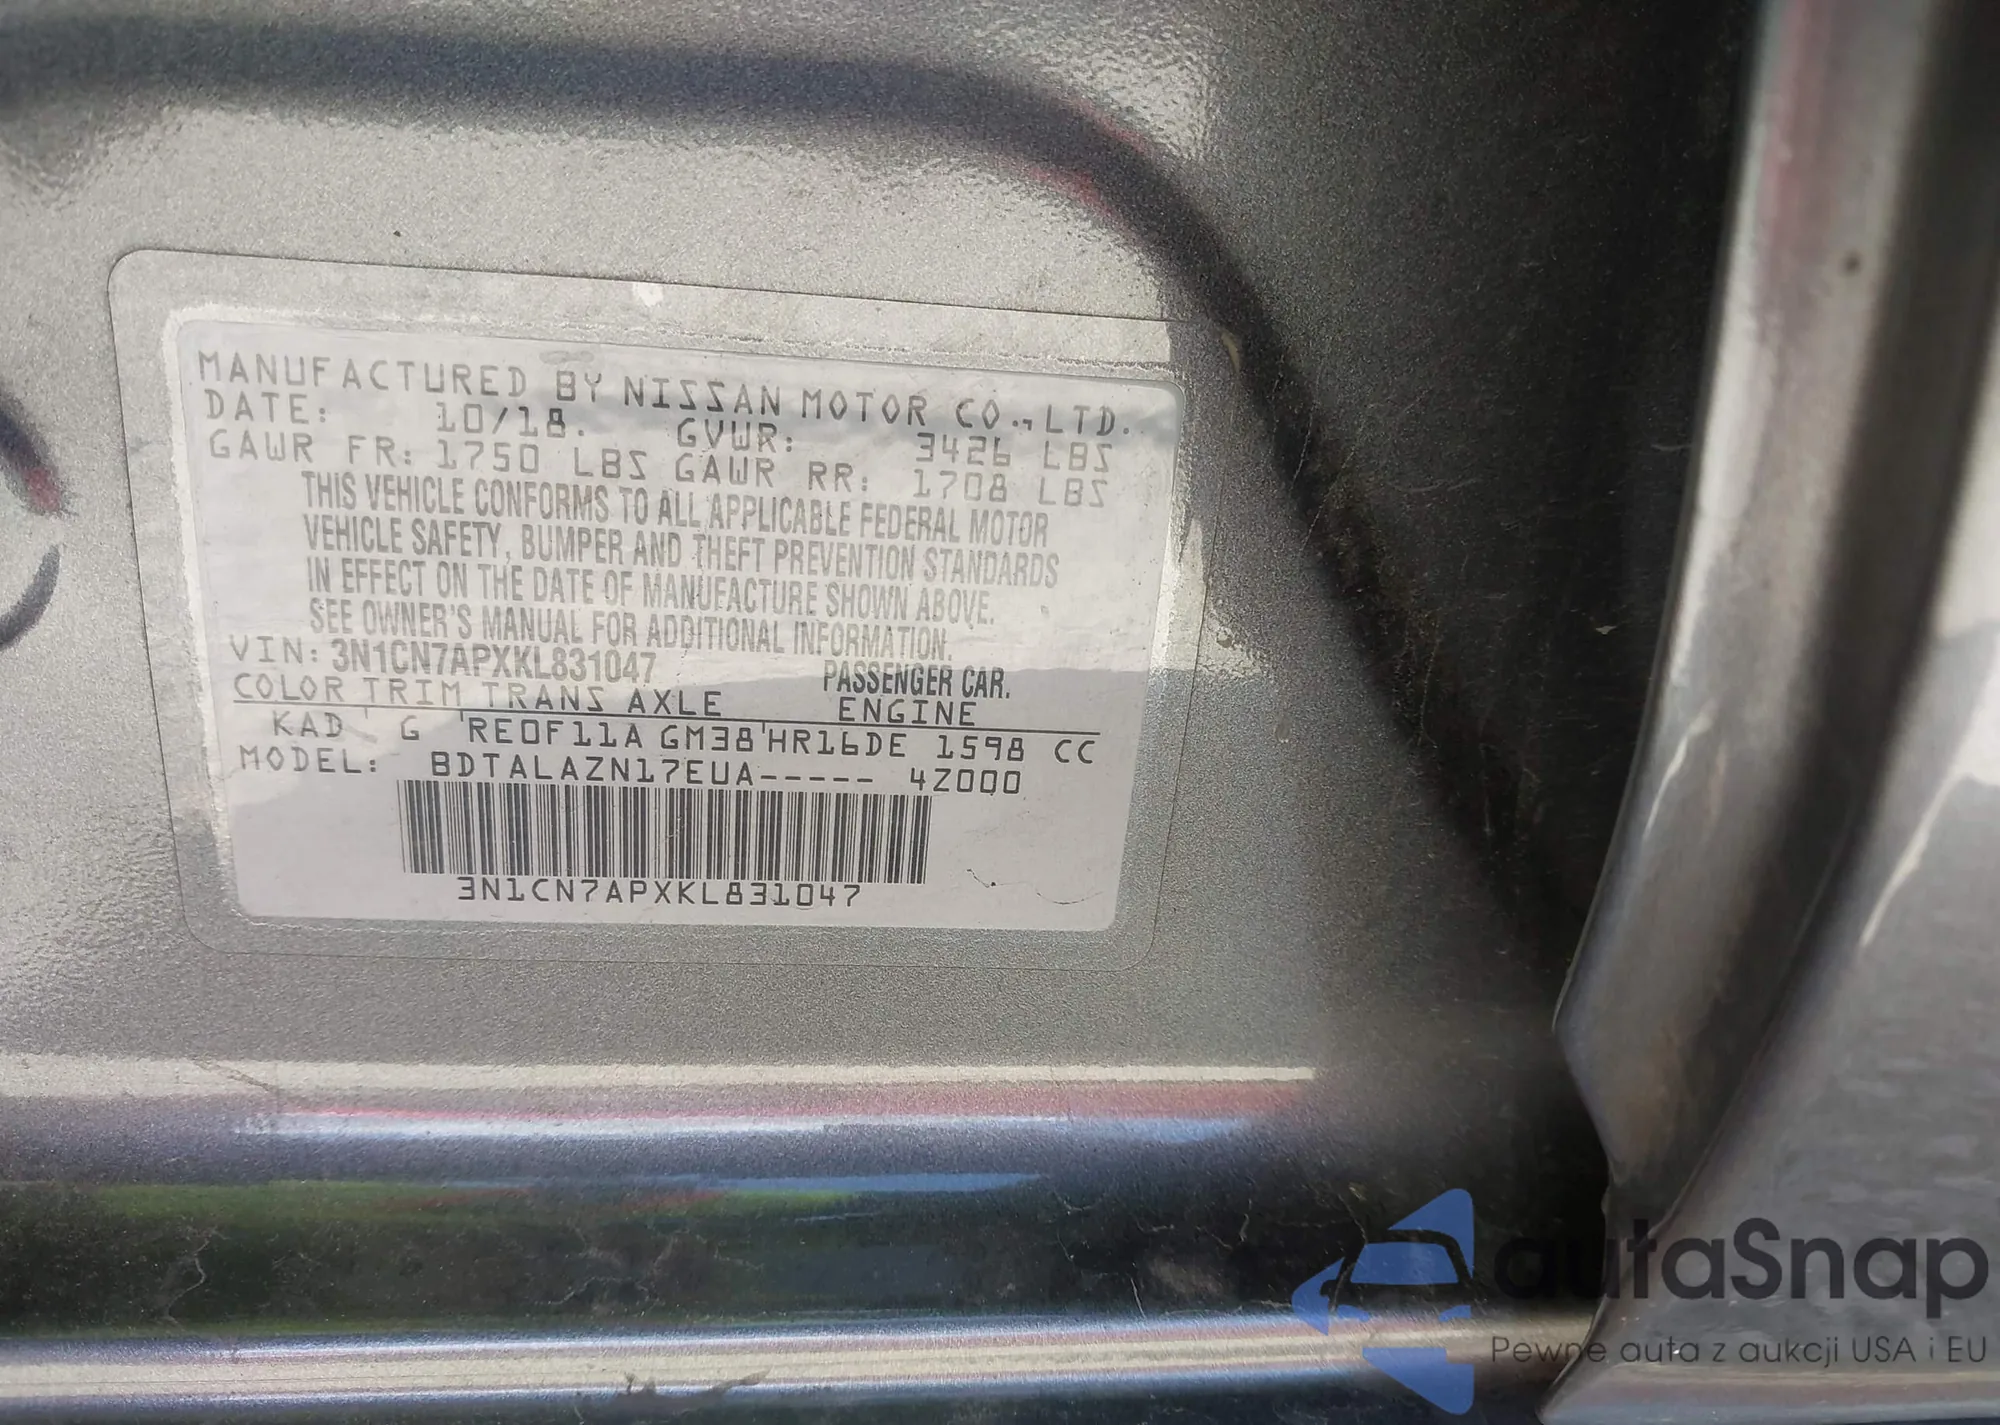 MANUFACTURED BY NISSAN MOTOR CO., LTD.
DATE: 10/18. GVWR: 3426 LBS
GAWR FR: 1750 LBS GAWR RR: 1708 LBS
THIS VEHICLE CONFORMS TO ALL APPLICABLE FEDERAL MOTOR
VEHICLE SAFETY, BUMPER AND THEFT PREVENTION STANDARDS
IN EFFECT ON THE DATE OF MANUFACTURE SHOWN ABOVE.
SEE OWNER'S MANUAL FOR ADDITIONAL INFORMATION.
VIN: 3N1CN7APXKL831047 PASSENGER CAR.
COLOR TRIM TRANS AXLE ENGINE
KAD G RE0F11A GM38 HR16DE 1598 CC
MODEL: BDTALAZN17EUA----- 4Z000
3N1CN7APXKL831047
autaSnap
Pewne auta z aukcji USA i EU